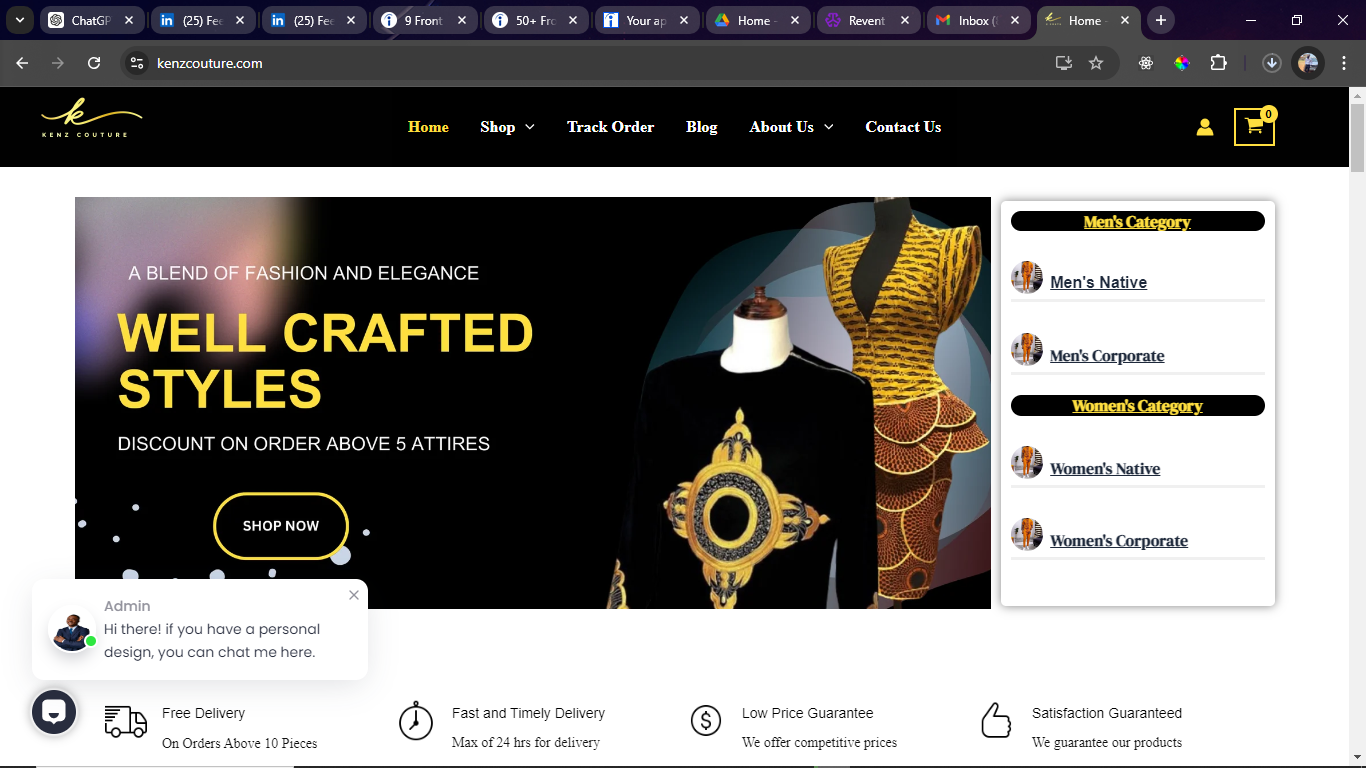 ChatGP
(25) Fee
(25) Fee
9 Front
50+ Fro
Your ap
Home -
Revent
Inbox (
Home -
kenzcouture.com
k
KENZ COUTURE
Home
Shop
Track Order
Blog
About Us
Contact Us
0
A BLEND OF FASHION AND ELEGANCE
WELL CRAFTED
STYLES
DISCOUNT ON ORDER ABOVE 5 ATTIRES
SHOP NOW
Men's Category
Men's Native
Men's Corporate
Women's Category
Women's Native
Women's Corporate
Admin
Hi there! if you have a personal
design, you can chat me here.
Free Delivery
On Orders Above 10 Pieces
Fast and Timely Delivery
Max of 24 hrs for delivery
Low Price Guarantee
We offer competitive prices
Satisfaction Guaranteed
We guarantee our products